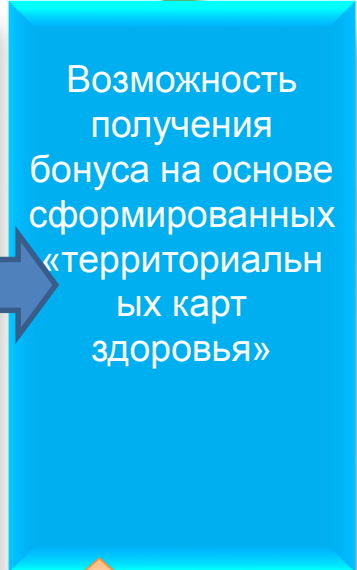 Возможность
получения
бонуса на основе
сформированных
«территориальн
ых карт
здоровья»